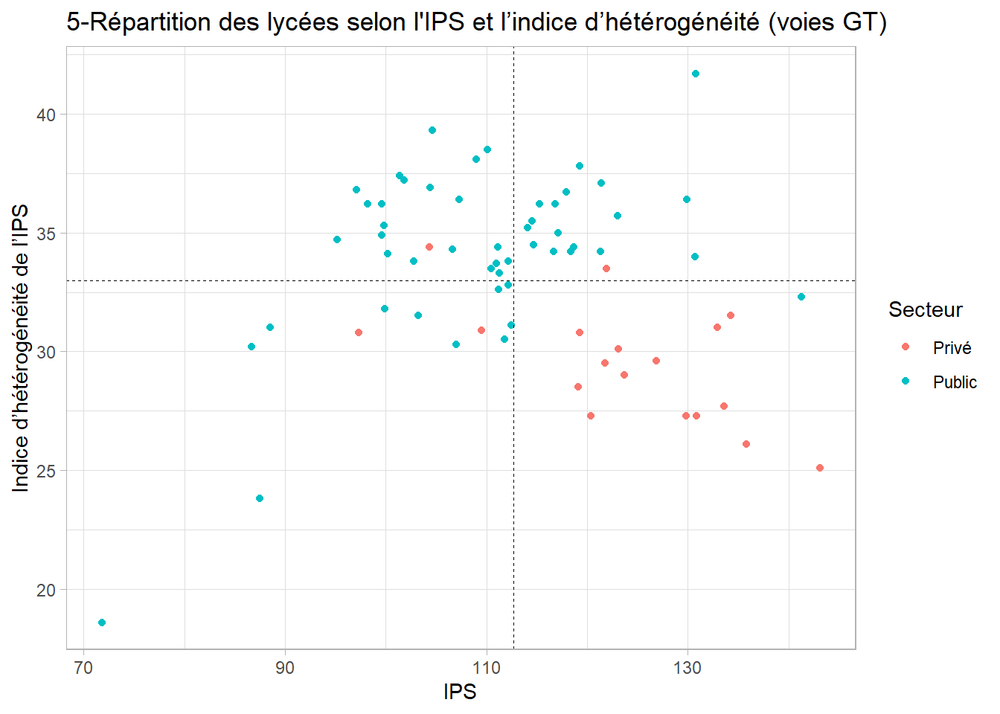 5-Répartition des lycées selon l'IPS et l’indice d’hétérogénéité (voies GT)
Indice d’hétérogénéité de l’IPS
40
35
30
25
20
70
90
110
130
IPS
Secteur
Privé
Public